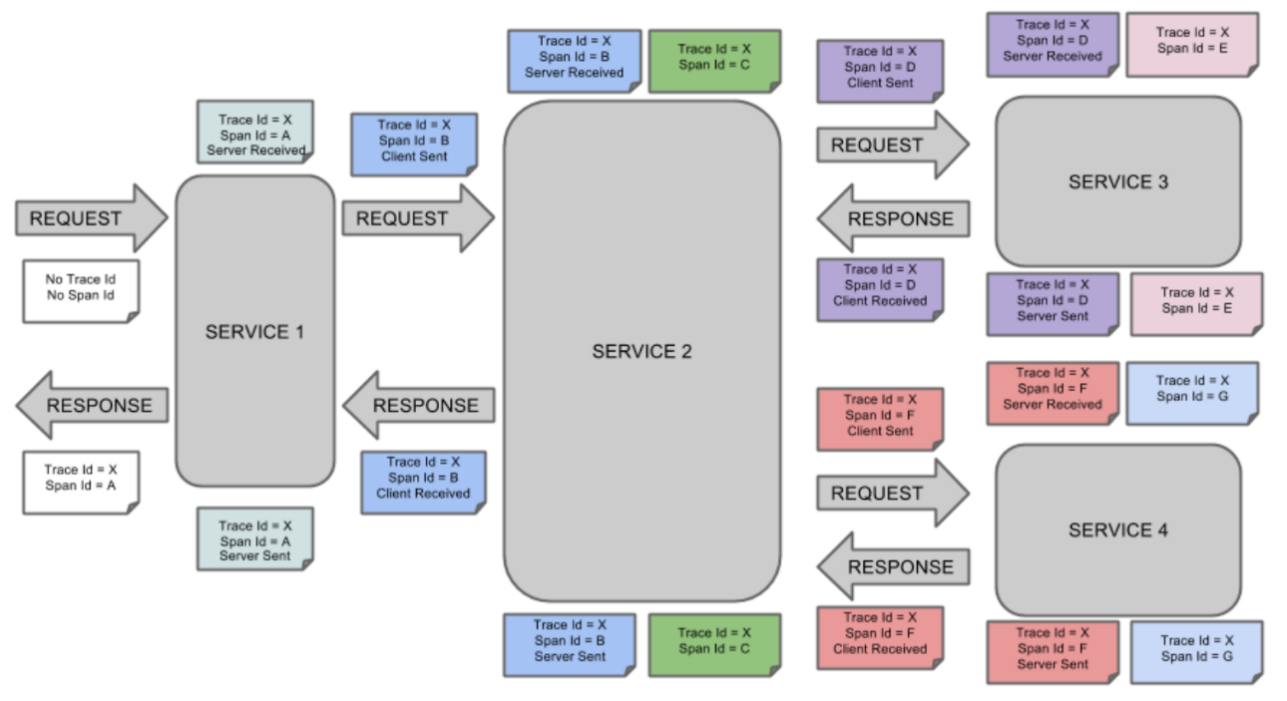 Trace Id = X
Span Id = B
Server Received
Trace Id = X
Span Id = C
Trace Id = X
Span Id = D
Client Sent
Trace Id = X
Span Id = D
Server Received
Trace Id = X
Span Id = E
Trace Id = X
Span Id = A
Server Received
Trace Id = X
Span Id = B
Client Sent
REQUEST
SERVICE 3
REQUEST
REQUEST
RESPONSE
No Trace Id
No Span Id
Trace Id = X
Span Id = D
Client Received
Trace Id = X
Span Id = D
Server Sent
Trace Id = X
Span Id = E
SERVICE 1
SERVICE 2
Trace Id = X
Span Id = F
Client Sent
Trace Id = X
Span Id = F
Server Received
Trace Id = X
Span Id = G
RESPONSE
RESPONSE
Trace Id = X
Span Id = A
Trace Id = X
Span Id = B
Client Received
REQUEST
SERVICE 4
Trace Id = X
Span Id = A
Server Sent
RESPONSE
Trace Id = X
Span Id = B
Server Sent
Trace Id = X
Span Id = C
Trace Id = X
Span Id = F
Client Received
Trace Id = X
Span Id = F
Server Sent
Trace Id = X
Span Id = G